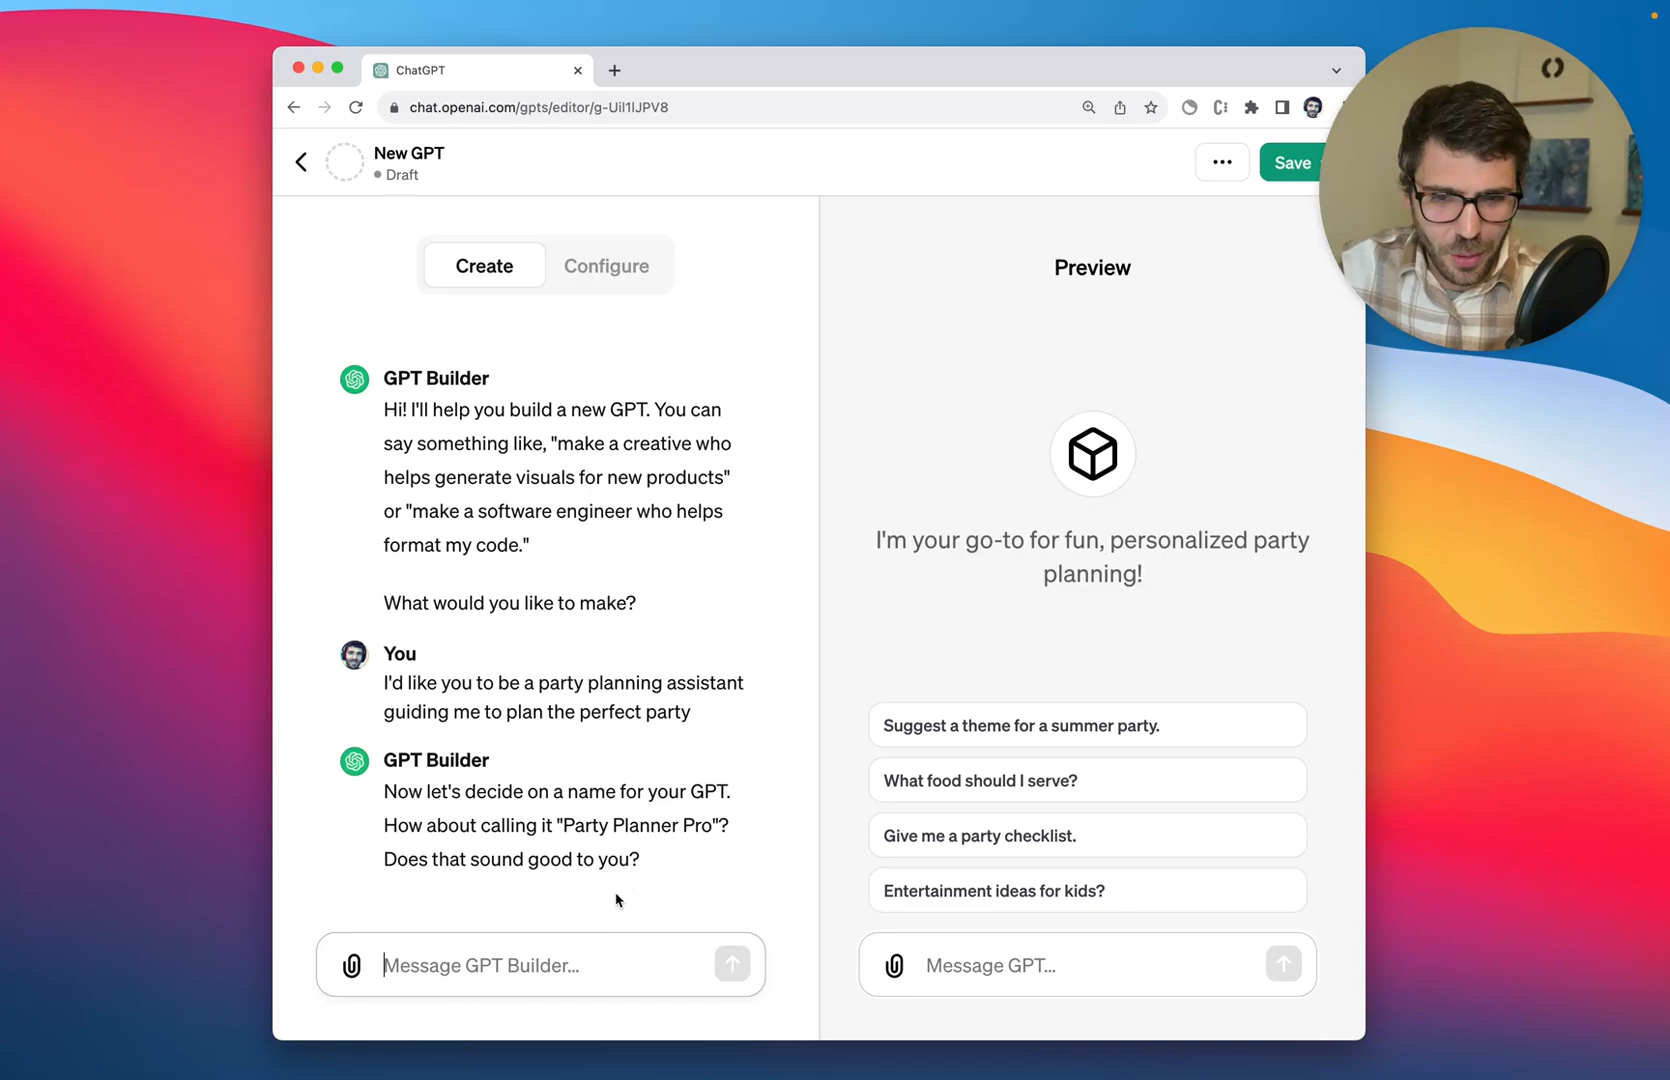 ChatGPT
chat.openai.com/gpts/editor/g-Uil1lJPV8
New GPT
Draft
Save
Create
Configure
GPT Builder
Hi! I'll help you build a new GPT. You can
say something like, "make a creative who
helps generate visuals for new products"
or "make a software engineer who helps
format my code."
What would you like to make?
You
I'd like you to be a party planning assistant
guiding me to plan the perfect party
GPT Builder
Now let's decide on a name for your GPT.
How about calling it "Party Planner Pro"?
Does that sound good to you?
Message GPT Builder...
Preview
I'm your go-to for fun, personalized party
planning!
Suggest a theme for a summer party.
What food should I serve?
Give me a party checklist.
Entertainment ideas for kids?
Message GPT...